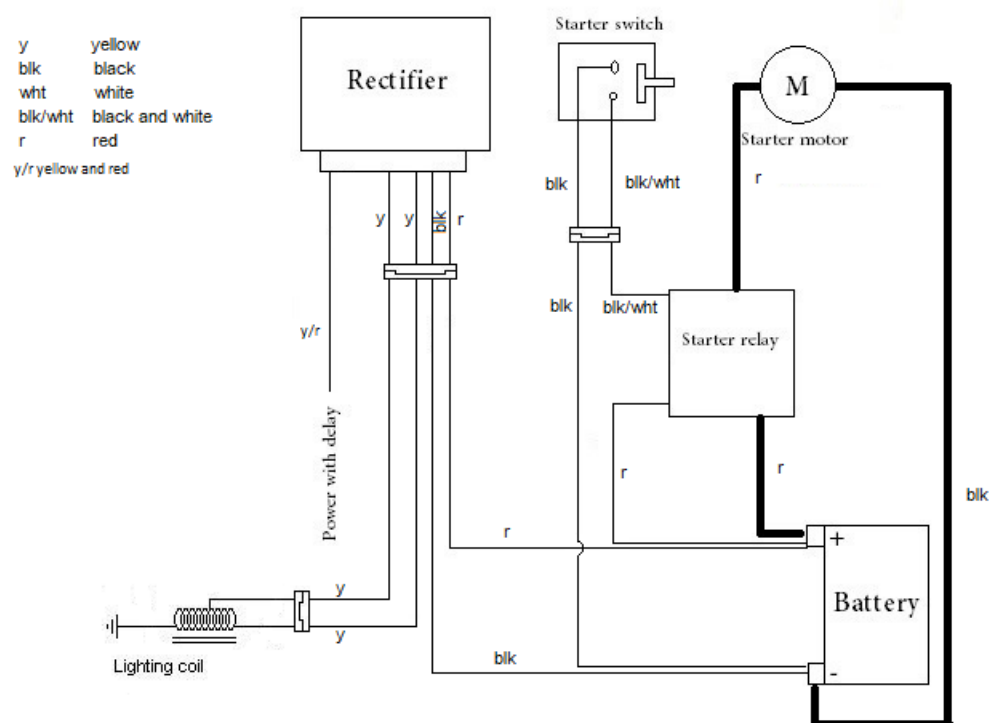 y yellow
blk black
wht white
blk/wht black and white
r red
y/r yellow and red
Rectifier
Starter switch
M
Starter motor
y
y
blk
r
blk
blk/wht
r
blk
blk/wht
Starter relay
y/r
Power with delay
r
r
blk
r
+
Battery
-
y
y
blk
Lighting coil